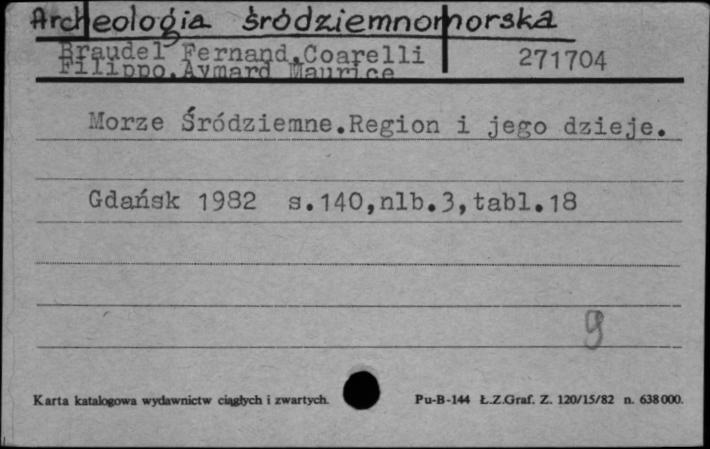 Archeologia śródziemnomorska
Braudel Fernand,Coarelli 271704
Filippo,Aymard Maurice
Morze Śródziemne.Region i jego dzieje.
Gdańsk 1982 s.140,nlb.3,tabl.18
9
Karta katalogowa wydawnictw ciągłych i zwartych. Pu-B-144 Ł.Z.Graf. Z. 120/15/82 n. 638000.